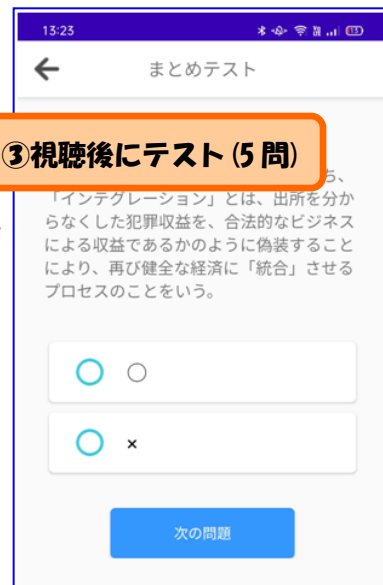 13:23
まとめテスト
③視聴後にテスト(5問)
ち、
「インテグレーション」とは、出所を分か
らなくした犯罪収益を、合法的なビジネス
による収益であるかのように偽装すること
により、再び健全な経済に「統合」させる
プロセスのことをいう。
○
×
次の問題